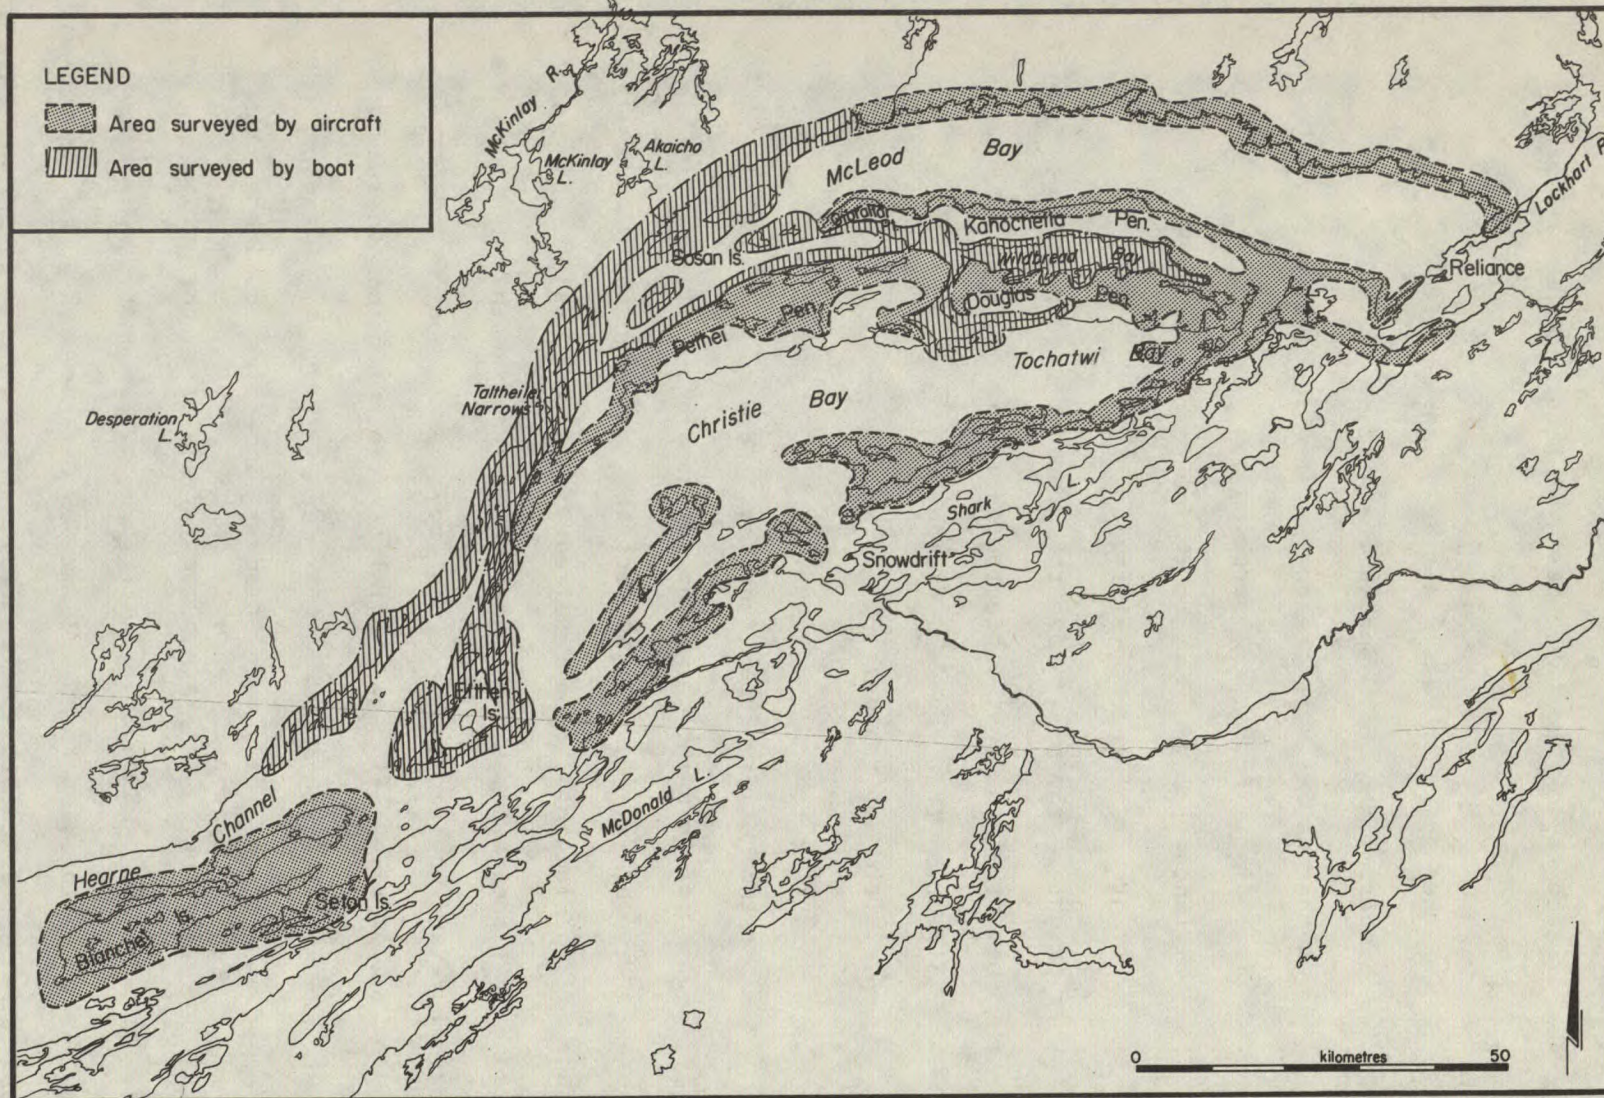 LEGEND
Area surveyed by aircraft
Area surveyed by boat
McKinlay R.
McKinlay
L.
Akaicho
L.
McLeod Bay
Lockhart R.
Gibraltar
Pt.
Kahochella Pen.
Sosan Is.
Wildbread Bay
Reliance
Douglas Pen.
Pethei Pen.
Tochatwi Bay
Taltheilei
Narrows
Desperation
L.
Christie Bay
Shark L.
Snowdrift
Etthen
Is.
McDonald L.
Hearne Channel
Seton Is.
Blanchet Is.
0 kilometres 50